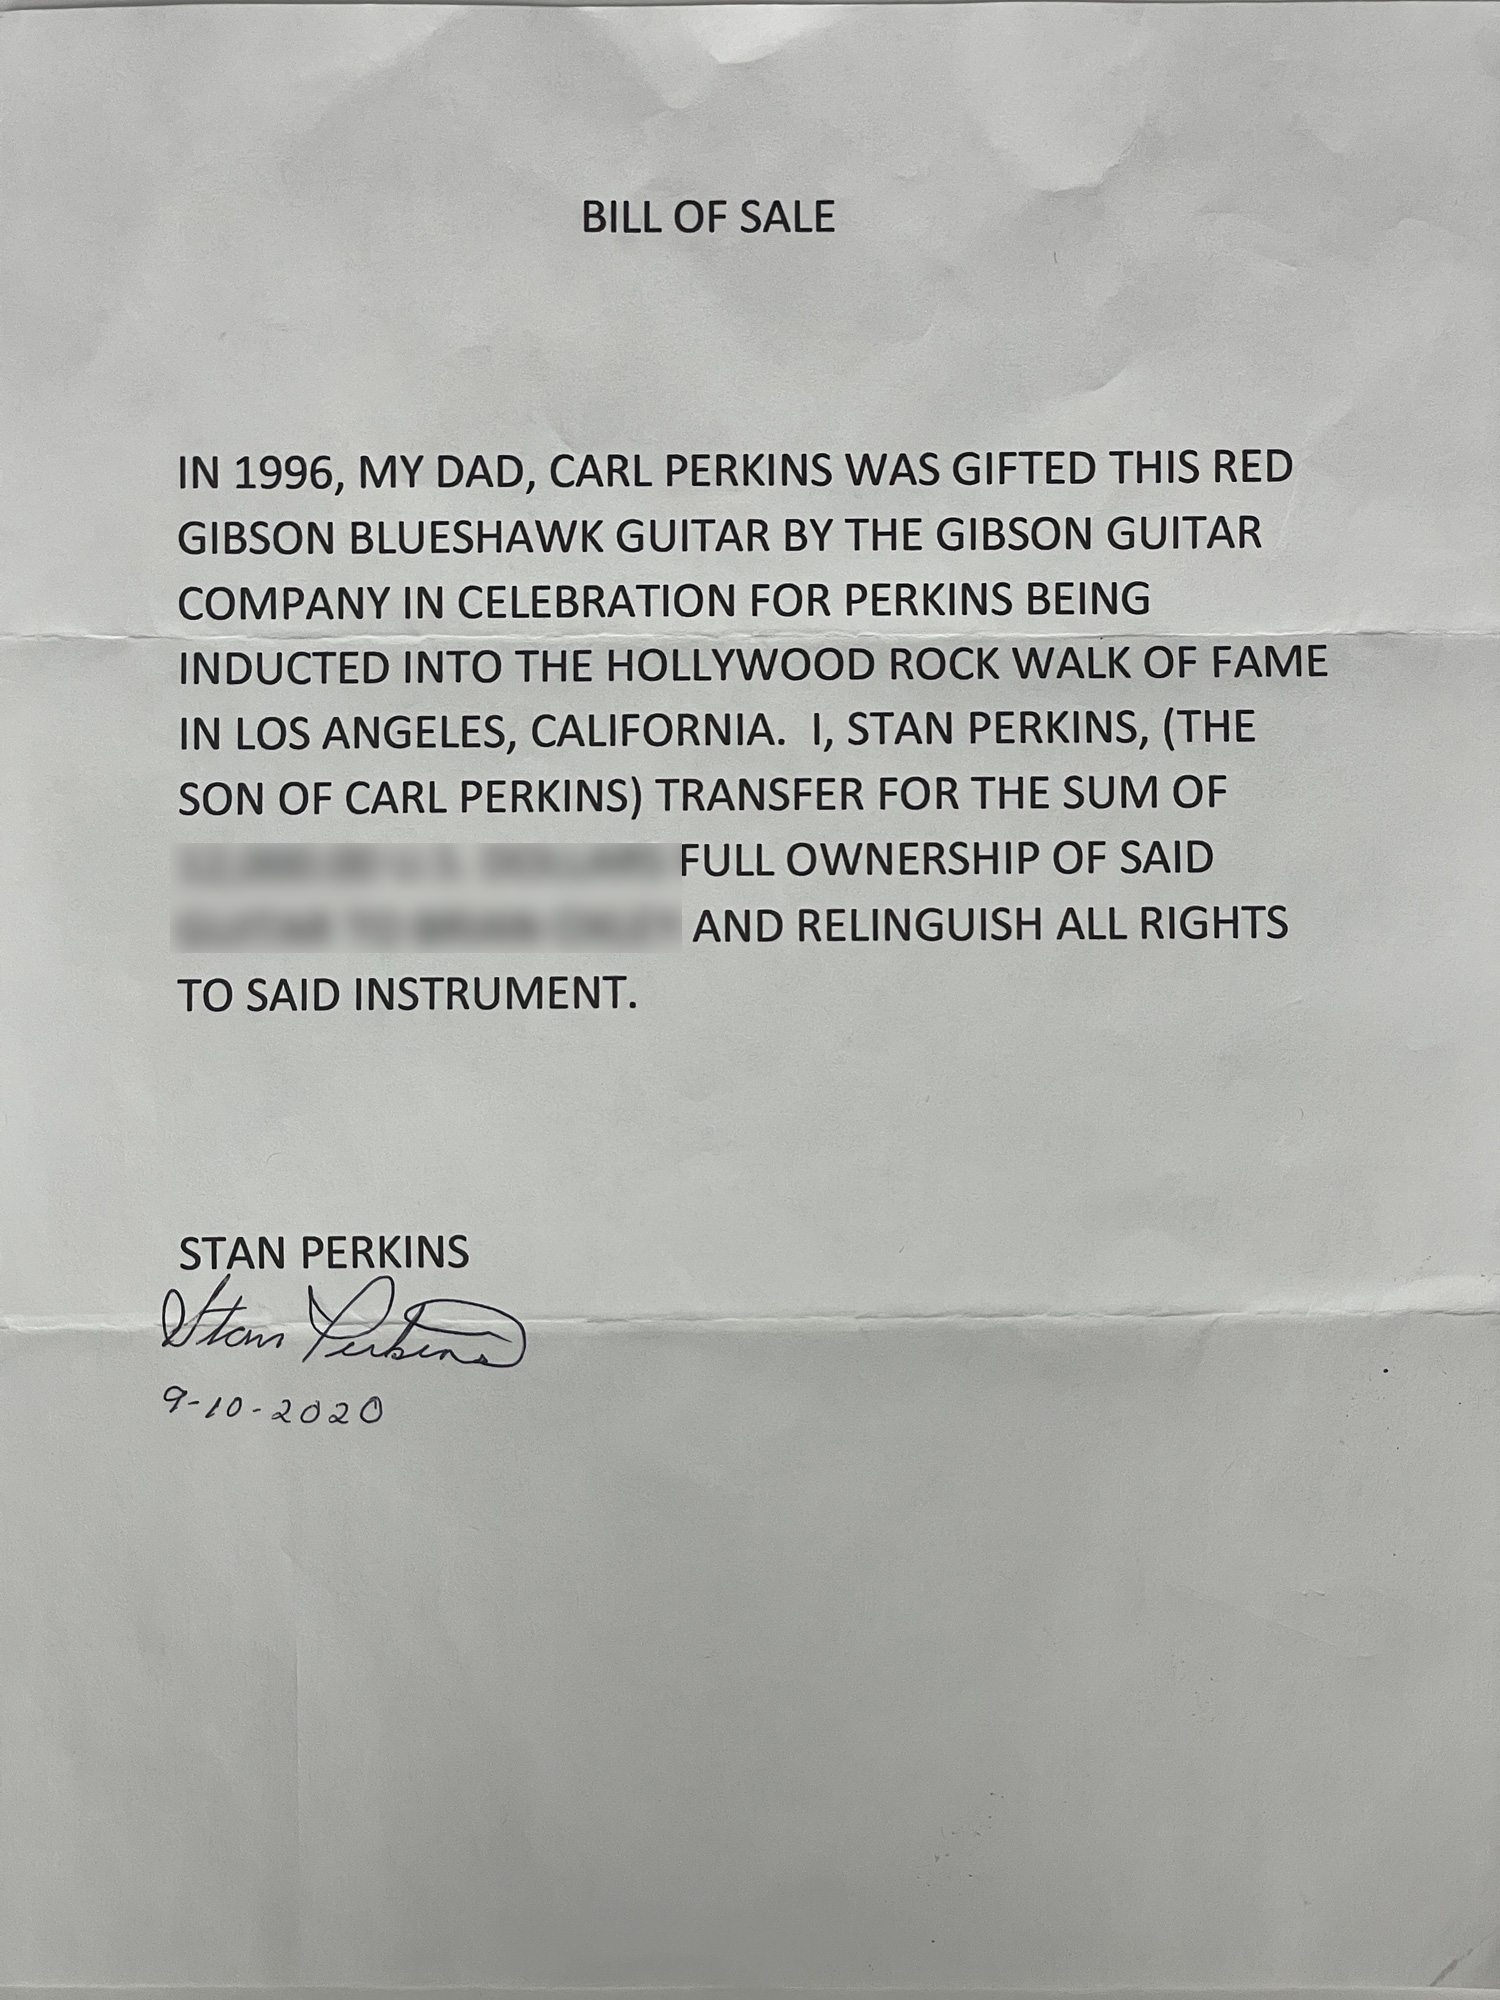 BILL OF SALE
IN 1996, MY DAD, CARL PERKINS WAS GIFTED THIS RED
GIBSON BLUESHAWK GUITAR BY THE GIBSON GUITAR
COMPANY IN CELEBRATION FOR PERKINS BEING
INDUCTED INTO THE HOLLYWOOD ROCK WALK OF FAME
IN LOS ANGELES, CALIFORNIA. I, STAN PERKINS, (THE
SON OF CARL PERKINS) TRANSFER FOR THE SUM OF
FULL OWNERSHIP OF SAID
AND RELINGUISH ALL RIGHTS
TO SAID INSTRUMENT.
STAN PERKINS
Stan Perkins
9-10-2020